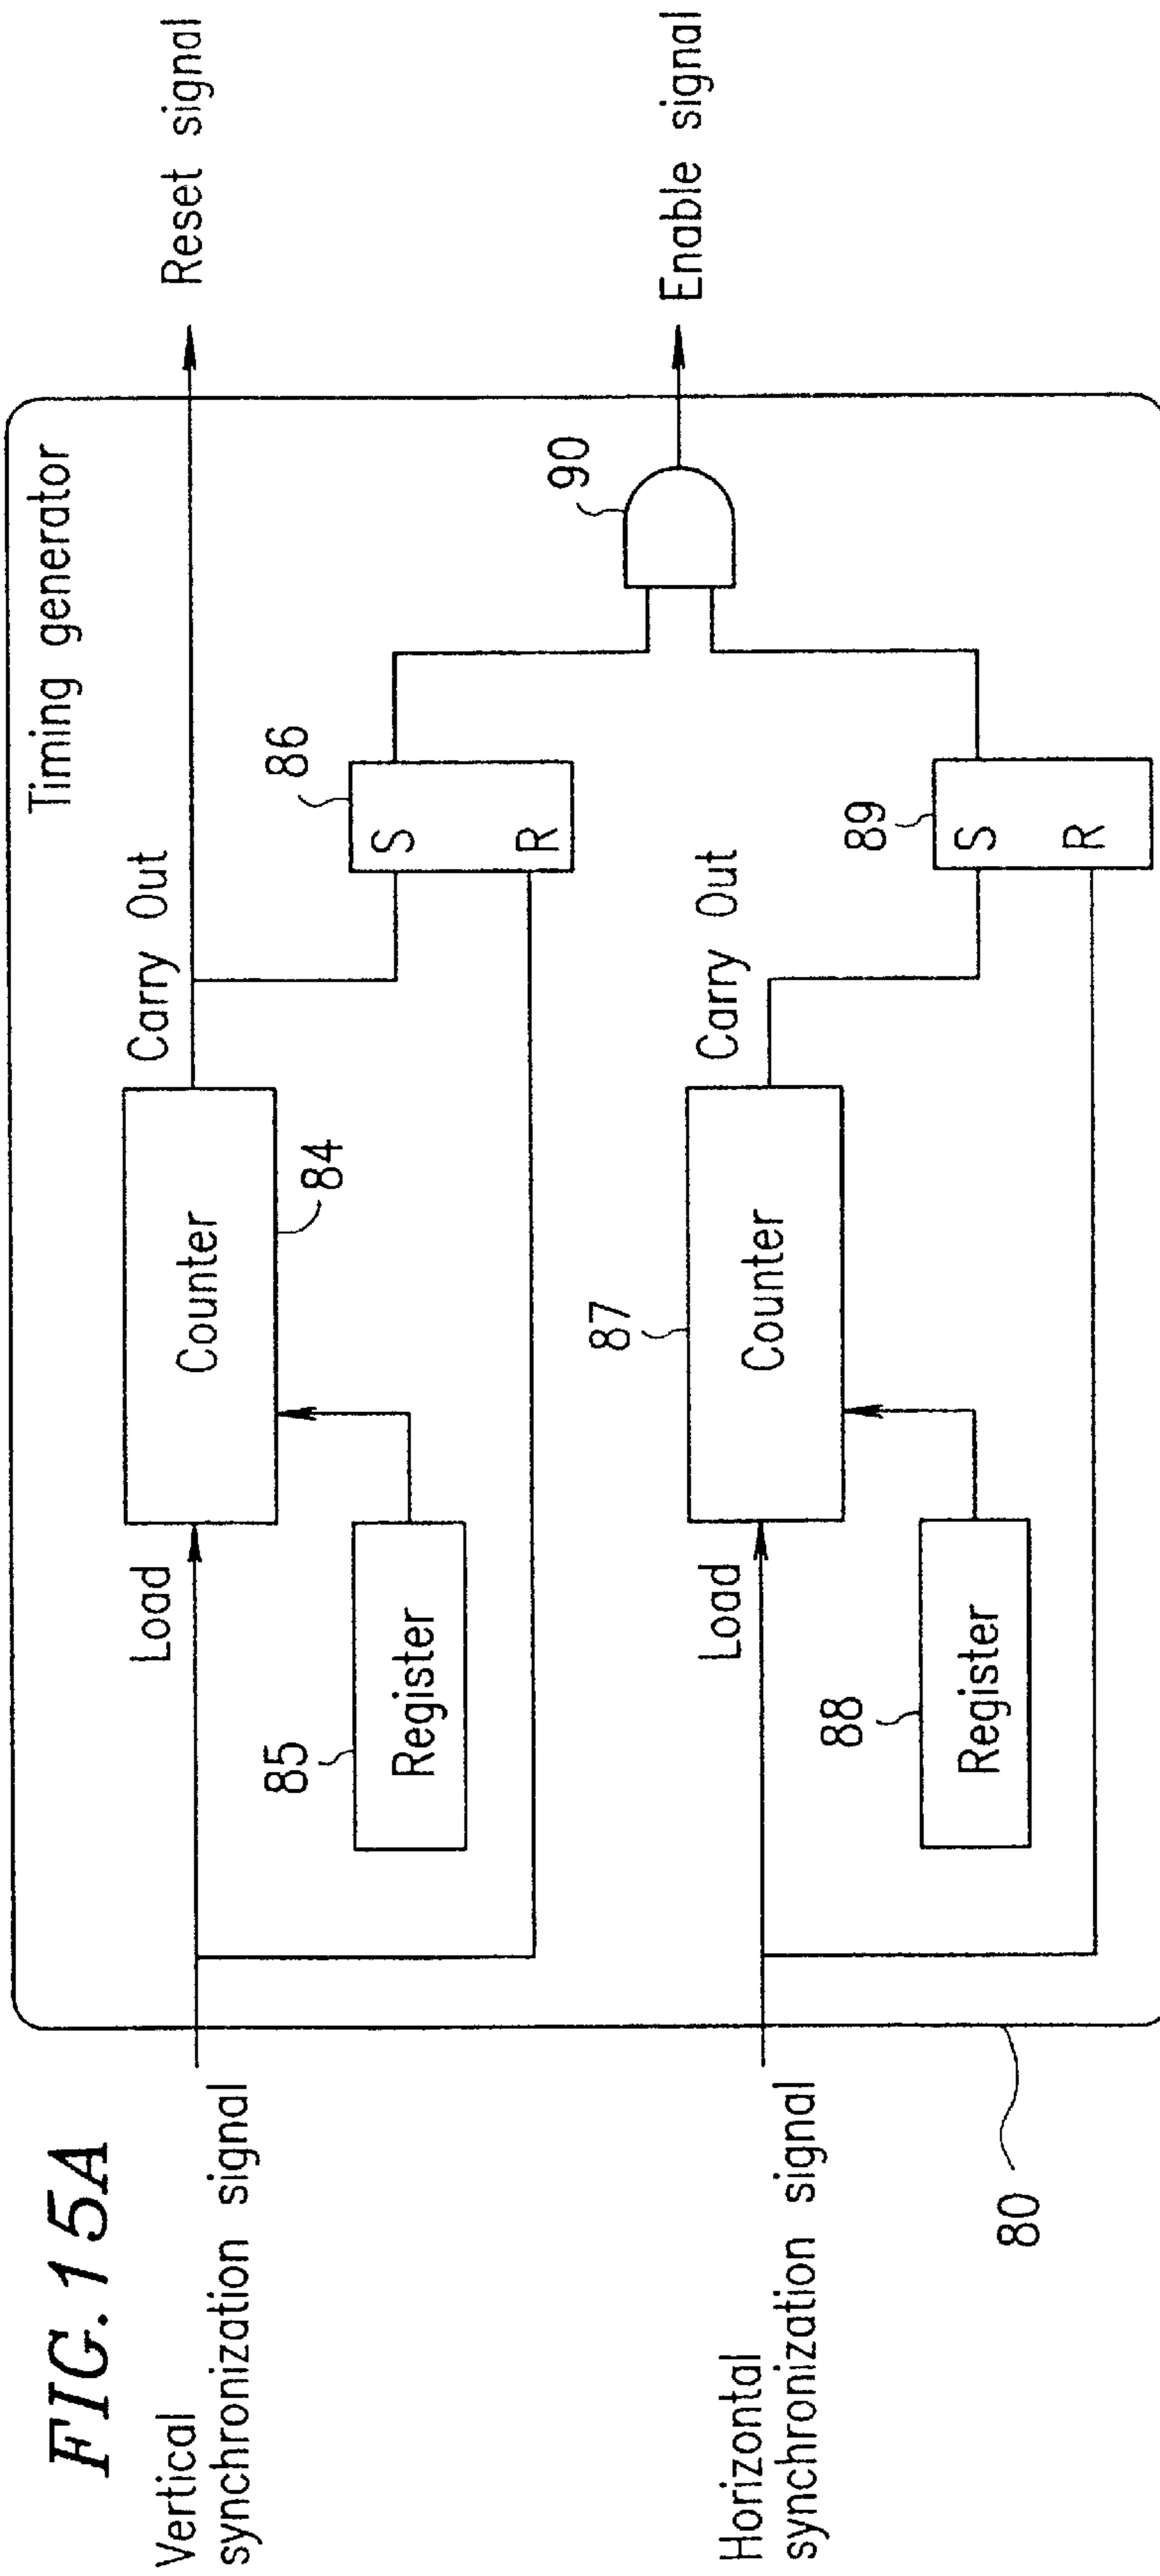 FIG. 15A
Timing generator
Vertical
synchronization signal
Load
Counter
84
Carry Out
Reset signal
85
Register
86
S
R
90
Enable signal
Horizontal
synchronization signal
Load
87
Counter
Carry Out
88
Register
89
S
R
80